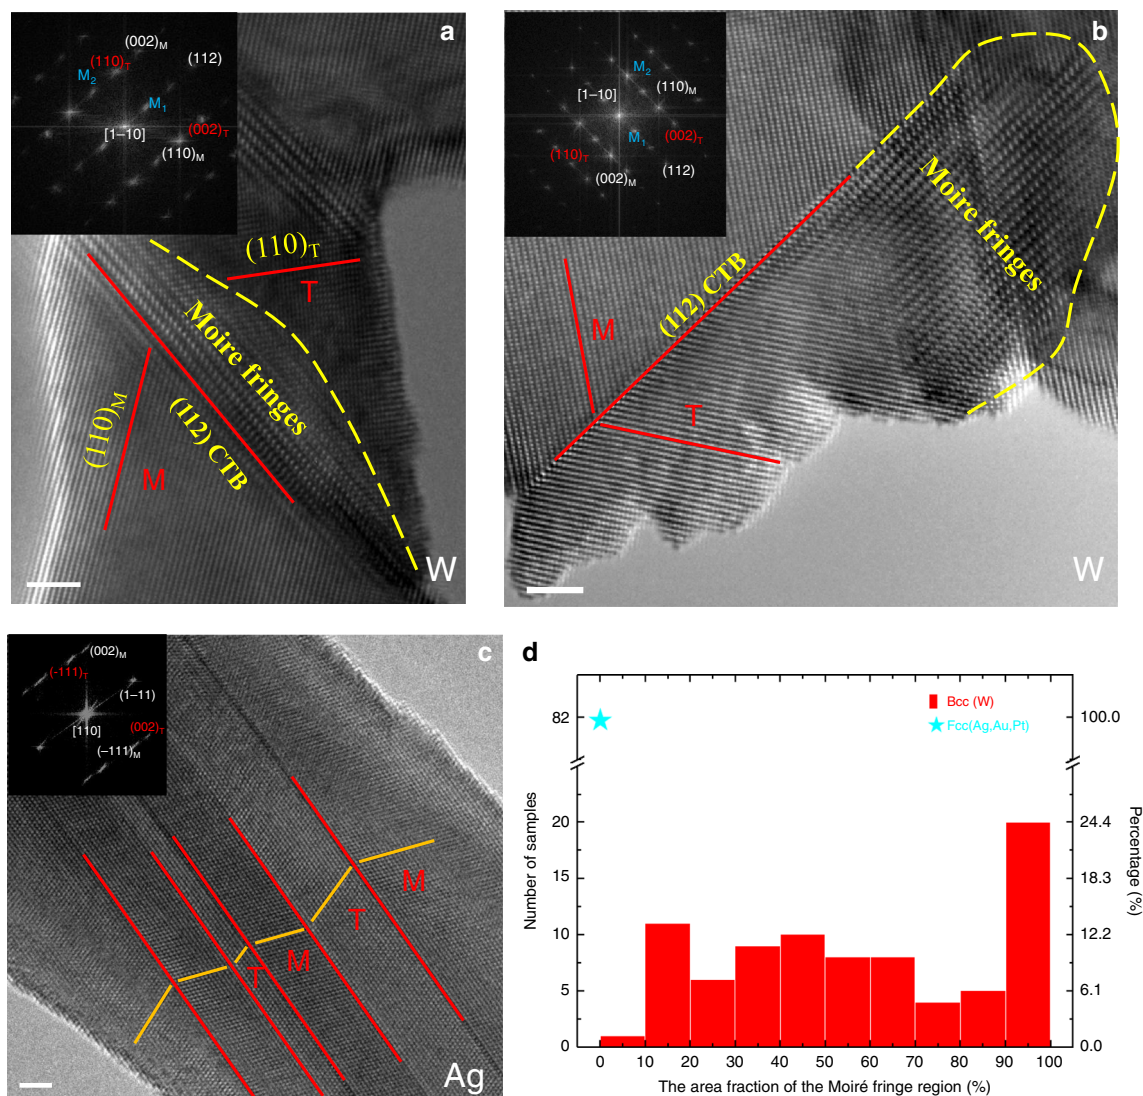 a
(002)M
(110)T
(112)
M2
M1
[1–10]
(002)T
(110)M
(110)T
T
Moire fringes
(112) CTB
(110)M
M
W
b
M2
[1–10]
(110)M
M1
(002)T
(110)T
(112)
(002)M
Moire fringes
(112) CTB
M
T
W
c
(002)M
(-111)T
(1–11)
[110]
(002)T
(–111)M
M
T
M
T
Ag
d
Bcc (W)
Fcc(Ag,Au,Pt)
82
20
15
10
5
0
Number of samples
100.0
24.4
18.3
12.2
6.1
0.0
Percentage (%)
0 10 20 30 40 50 60 70 80 90 100
The area fraction of the Moiré fringe region (%)